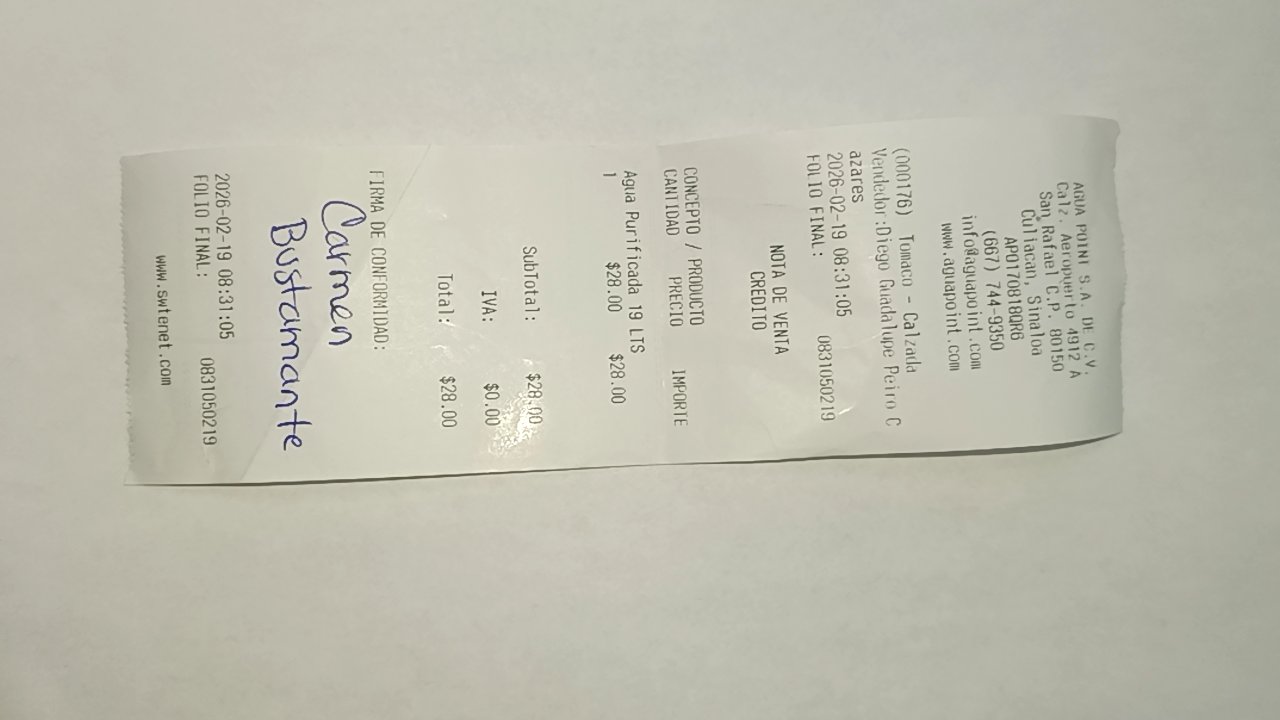 AGUA POINT S.A. DE C.V.
Calz. Aeropuerto 4912 A
San Rafael C.P. 80150
Culiacan, Sinaloa
APO170818QR6
(667) 744-9350
info@aguapoint.com
www.aguapoint.com
(000176) Tomaco - Calzada
Vendedor:Diego Guadalupe Peiro C
azares
2026-02-19 08:31:05
FOLIO FINAL: 0831050219
NOTA DE VENTA
CREDITO
CONCEPTO / PRODUCTO
CANTIDAD PRECIO IMPORTE
Agua Purificada 19 LTS
1 $28.00 $28.00
SubTotal: $28.00
IVA: $0.00
Total: $28.00
FIRMA DE CONFORMIDAD:
Carmen
Bustamante
2026-02-19 08:31:05
FOLIO FINAL: 0831050219
www.swtenet.com